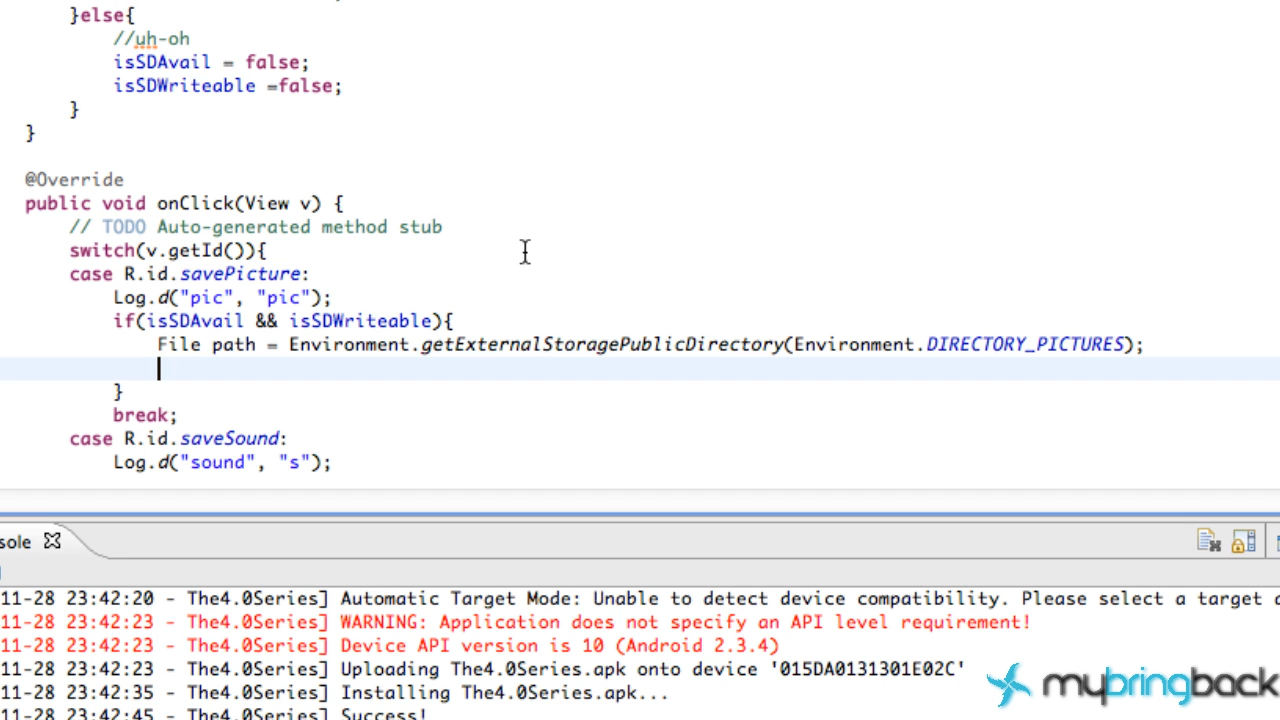 }else{
//uh-oh
isSDAvail = false;
isSDWriteable =false;
}
}
@Override
public void onClick(View v) {
// TODO Auto-generated method stub
switch(v.getId()){
case R.id.savePicture:
Log.d("pic", "pic");
if(isSDAvail && isSDWriteable){
File path = Environment.getExternalStoragePublicDirectory(Environment.DIRECTORY_PICTURES);
}
break;
case R.id.saveSound:
Log.d("sound", "s");
sole
11-28 23:42:20 - The4.0Series] Automatic Target Mode: Unable to detect device compatibility. Please select a target
11-28 23:42:23 - The4.0Series] WARNING: Application does not specify an API level requirement!
11-28 23:42:23 - The4.0Series] Device API version is 10 (Android 2.3.4)
11-28 23:42:23 - The4.0Series] Uploading The4.0Series.apk onto device '015DA0131301E02C'
11-28 23:42:35 - The4.0Series] Installing The4.0Series.apk...
11-28 23:42:45 - The4.0Series] Success!
mybringback